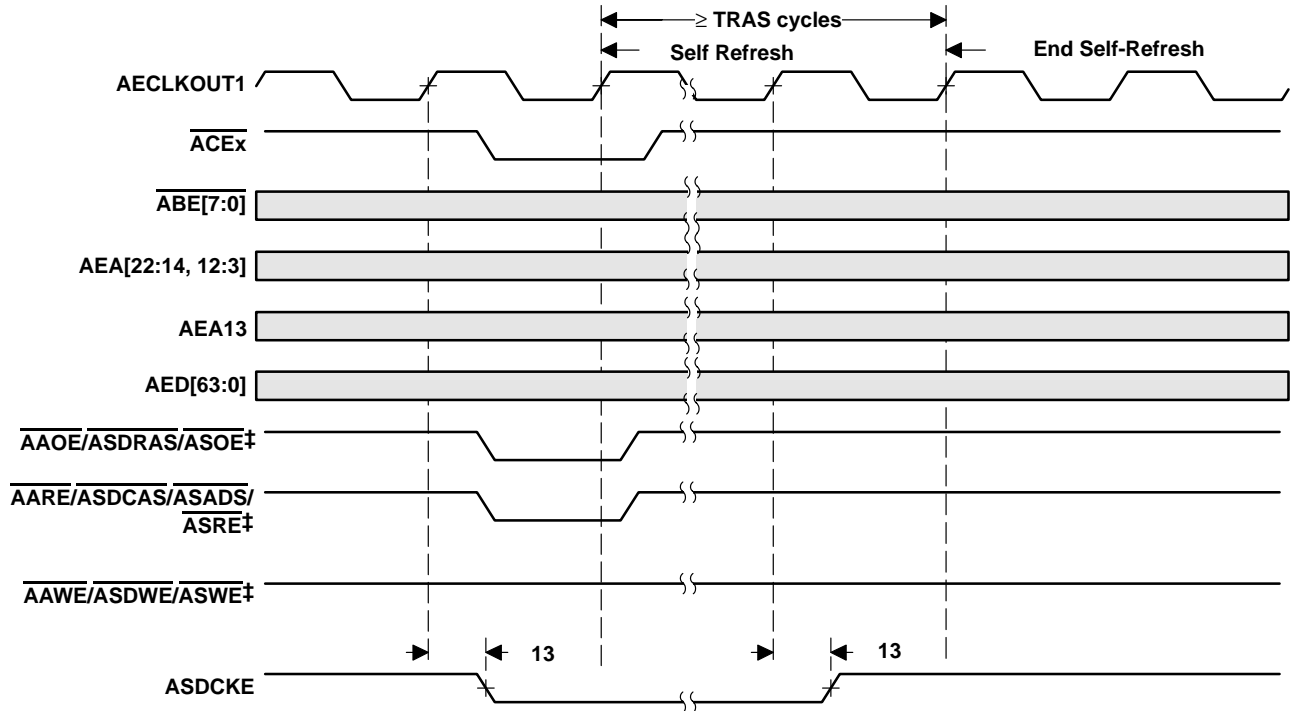 ≥ TRAS cycles
Self Refresh
End Self-Refresh
AECLKOUT1
ACEx
ABE[7:0]
AEA[22:14, 12:3]
AEA13
AED[63:0]
AAOE/ASDRAS/ASOE‡
AARE/ASDCAS/ASADS/
ASRE‡
AAWE/ASDWE/ASWE‡
13
13
ASDCKE